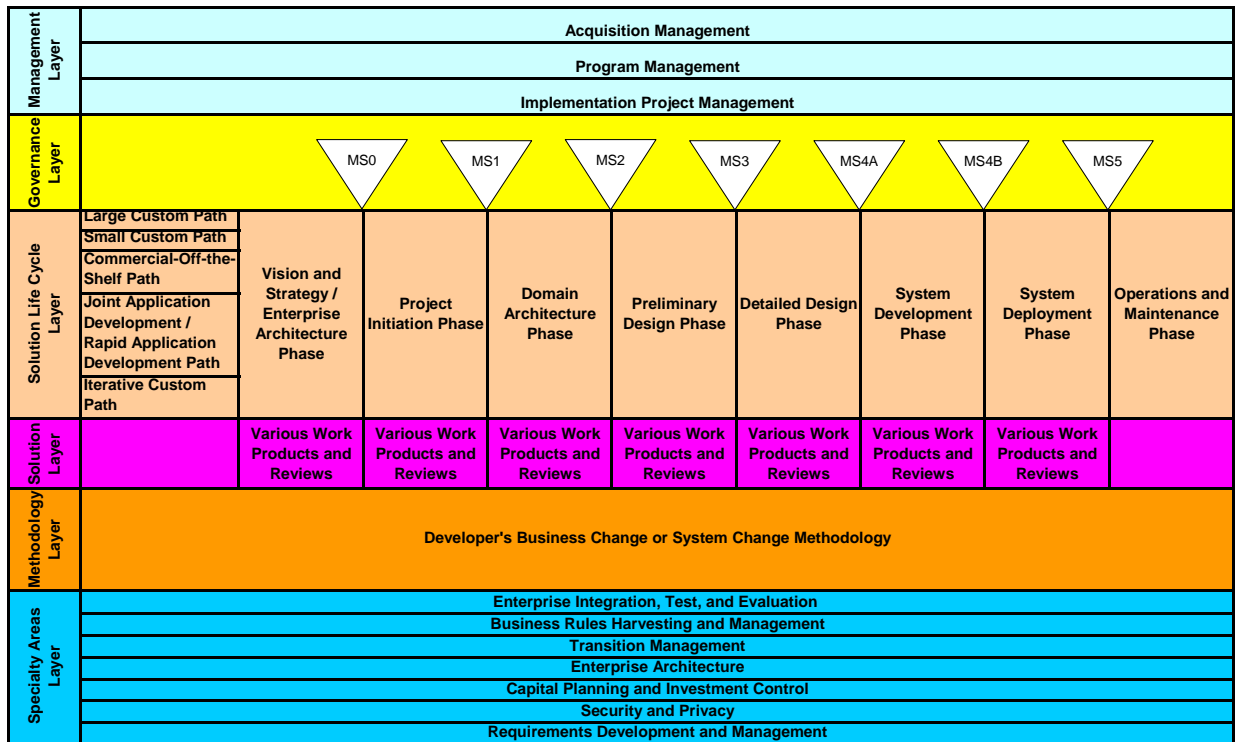 Management
Layer
Acquisition Management
Program Management
Implementation Project Management
Governance
Layer
MS0
MS1
MS2
MS3
MS4A
MS4B
MS5
Solution Life Cycle
Layer
Large Custom Path
Small Custom Path
Commercial-Off-the-
Shelf Path
Joint Application
Development /
Rapid Application
Development Path
Iterative Custom
Path
Vision and
Strategy /
Enterprise
Architecture
Phase
Project
Initiation Phase
Domain
Architecture
Phase
Preliminary
Design Phase
Detailed Design
Phase
System
Development
Phase
System
Deployment
Phase
Operations and
Maintenance
Phase
Solution
Layer
Various Work
Products and
Reviews
Various Work
Products and
Reviews
Various Work
Products and
Reviews
Various Work
Products and
Reviews
Various Work
Products and
Reviews
Various Work
Products and
Reviews
Various Work
Products and
Reviews
Methodology
Layer
Developer's Business Change or System Change Methodology
Specialty Areas
Layer
Enterprise Integration, Test, and Evaluation
Business Rules Harvesting and Management
Transition Management
Enterprise Architecture
Capital Planning and Investment Control
Security and Privacy
Requirements Development and Management